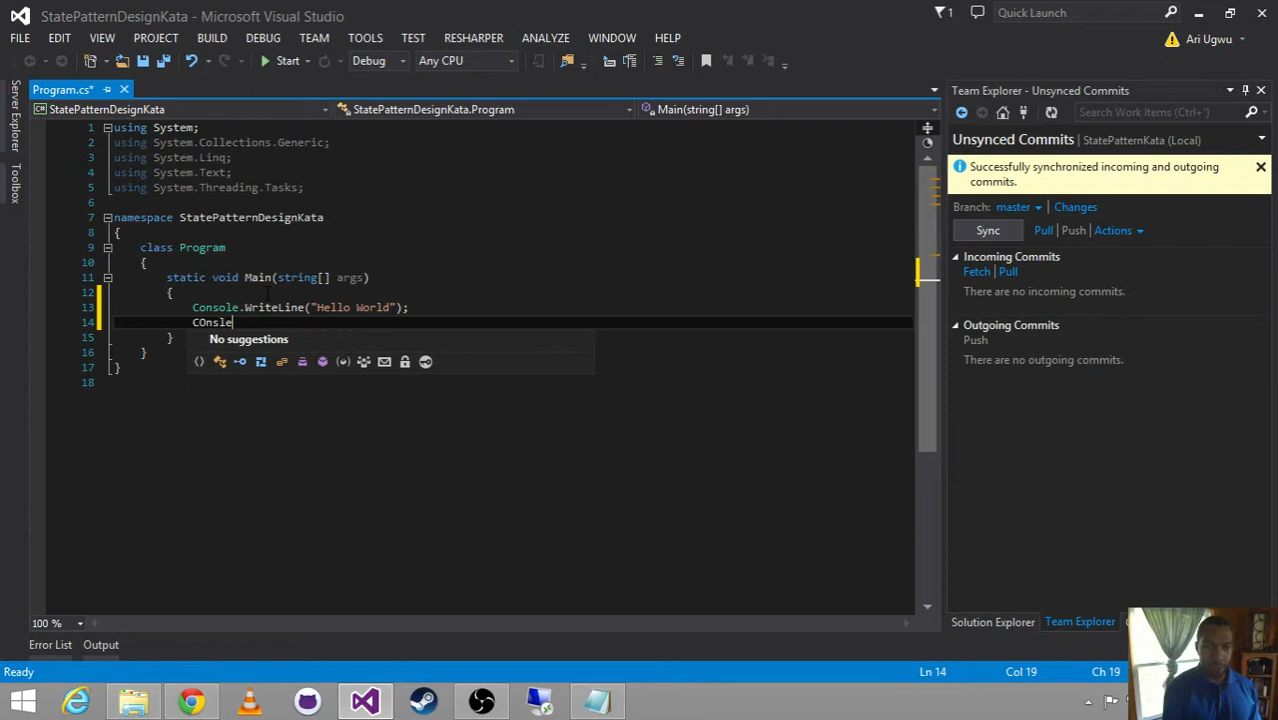 StatePatternDesignKata - Microsoft Visual Studio
1
Quick Launch
FILE EDIT VIEW PROJECT BUILD DEBUG TEAM TOOLS TEST RESHARPER ANALYZE WINDOW HELP
Ari Ugwu
Start Debug Any CPU
Server Explorer
Toolbox
Program.cs*
StatePatternDesignKata StatePatternDesignKata.Program Main(string[] args)
1 using System;
2 using System.Collections.Generic;
3 using System.Linq;
4 using System.Text;
5 using System.Threading.Tasks;
6
7 namespace StatePatternDesignKata
8 {
9 class Program
10 {
11 static void Main(string[] args)
12 {
13 Console.WriteLine("Hello World");
14 COnsle
No suggestions
15 }
16 }
17 }
18
100 %
Error List Output
Team Explorer - Unsynced Commits
Search Work Items (Ctrl+')
Unsynced Commits StatePatternKata (Local)
Successfully synchronized incoming and outgoing
commits.
Branch: master Changes
Sync Pull Push Actions
Incoming Commits
Fetch Pull
There are no incoming commits.
Outgoing Commits
Push
There are no outgoing commits.
Solution Explorer Team Explorer
Ready Ln 14 Col 19 Ch 19